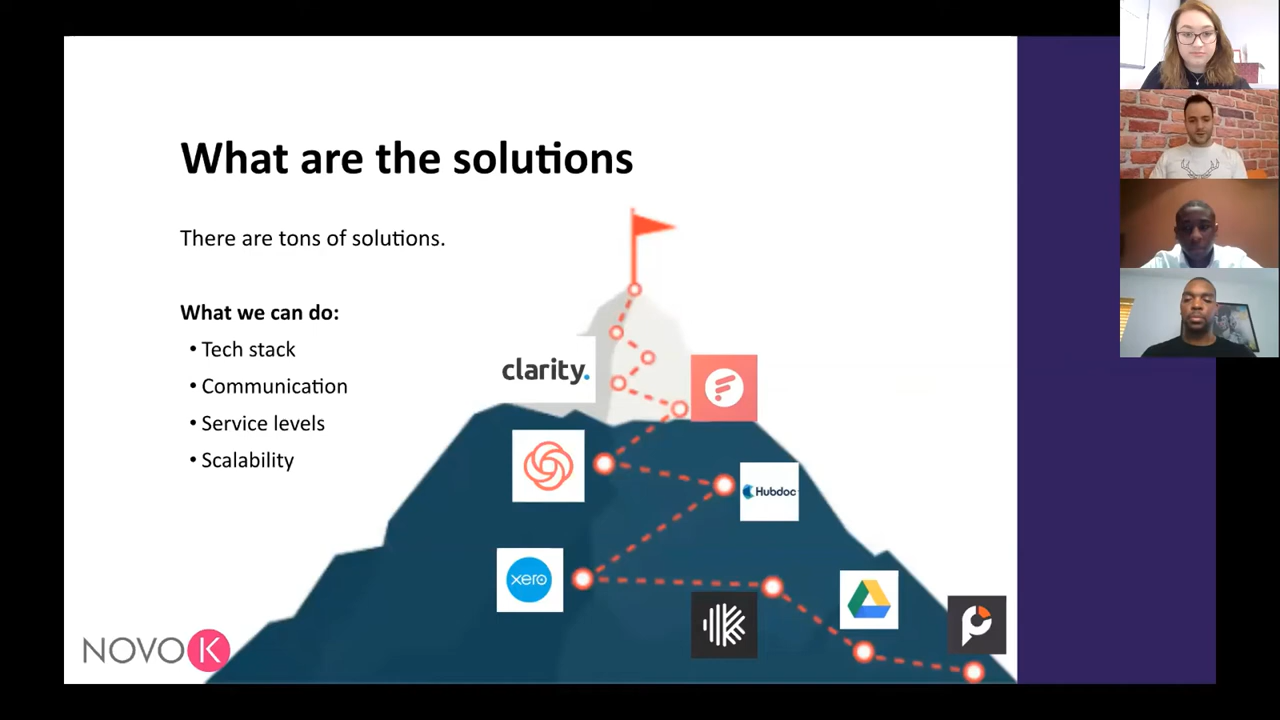 What are the solutions
There are tons of solutions.
What we can do:
• Tech stack
• Communication
• Service levels
• Scalability
clarity.
Hubdoc
xero
NOVO K